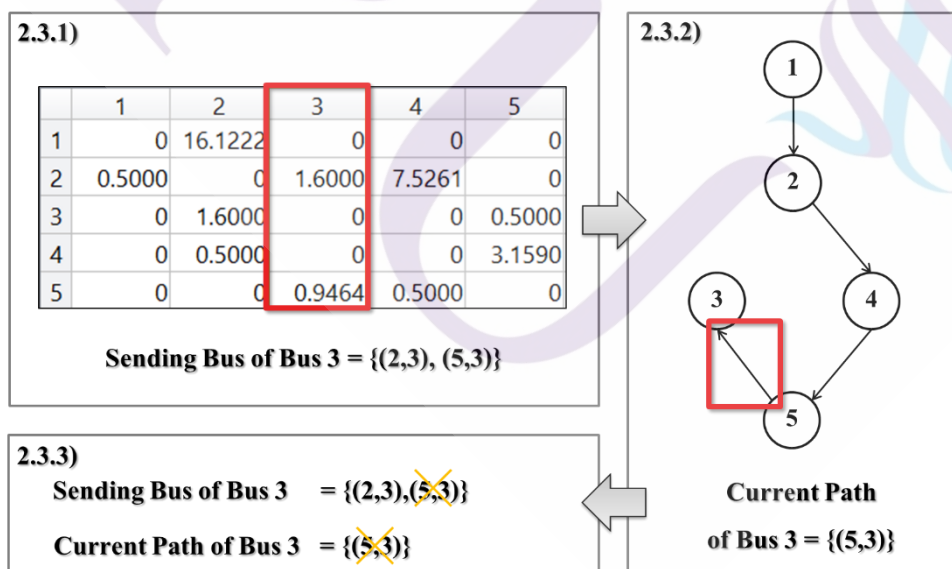 2.3.1)
1 2 3 4 5
1 0 16.1222 0 0 0
2 0.5000 0 1.6000 7.5261 0
3 0 1.6000 0 0 0.5000
4 0 0.5000 0 0 3.1590
5 0 0 0.9464 0.5000 0
Sending Bus of Bus 3 = {(2,3), (5,3)}
2.3.2)
1
2
3
4
5
Current Path
of Bus 3 = {(5,3)}
2.3.3)
Sending Bus of Bus 3 = {(2,3),(5,3)}
Current Path of Bus 3 = {(5,3)}